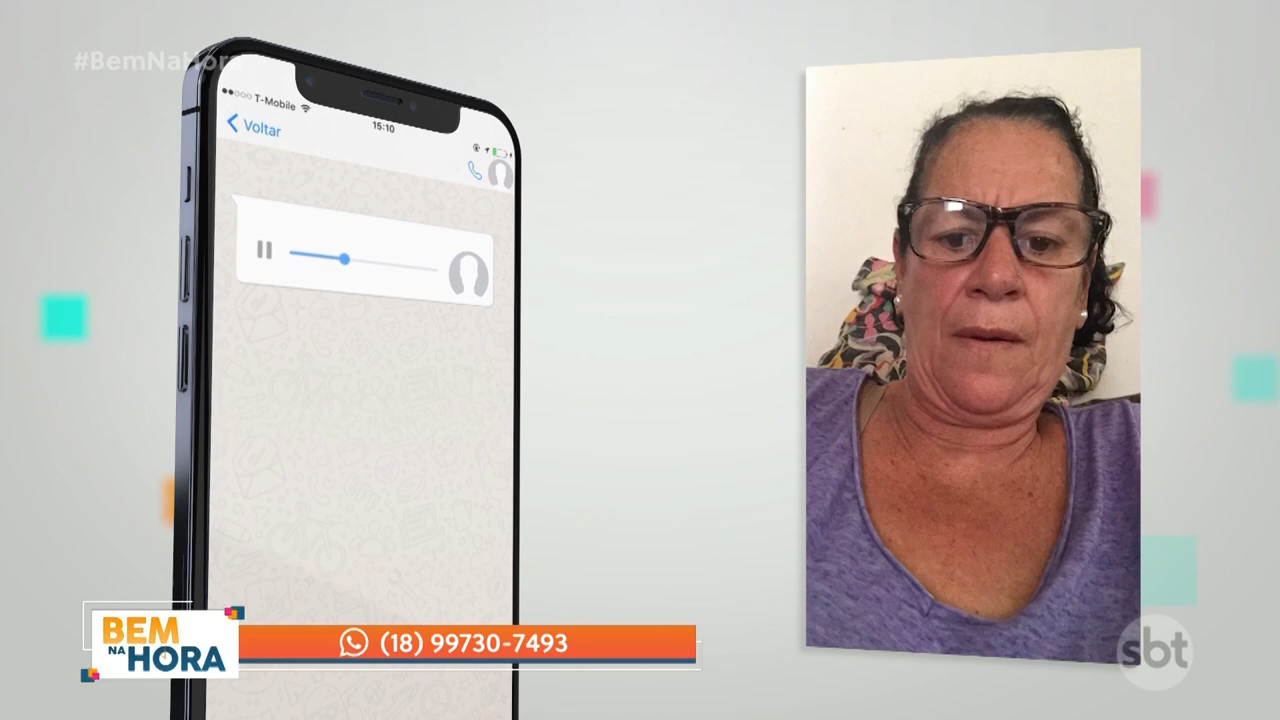 #BemNaHora
T-Mobile
15:10
Voltar
BEM
NA HORA
(18) 99730-7493
sbt